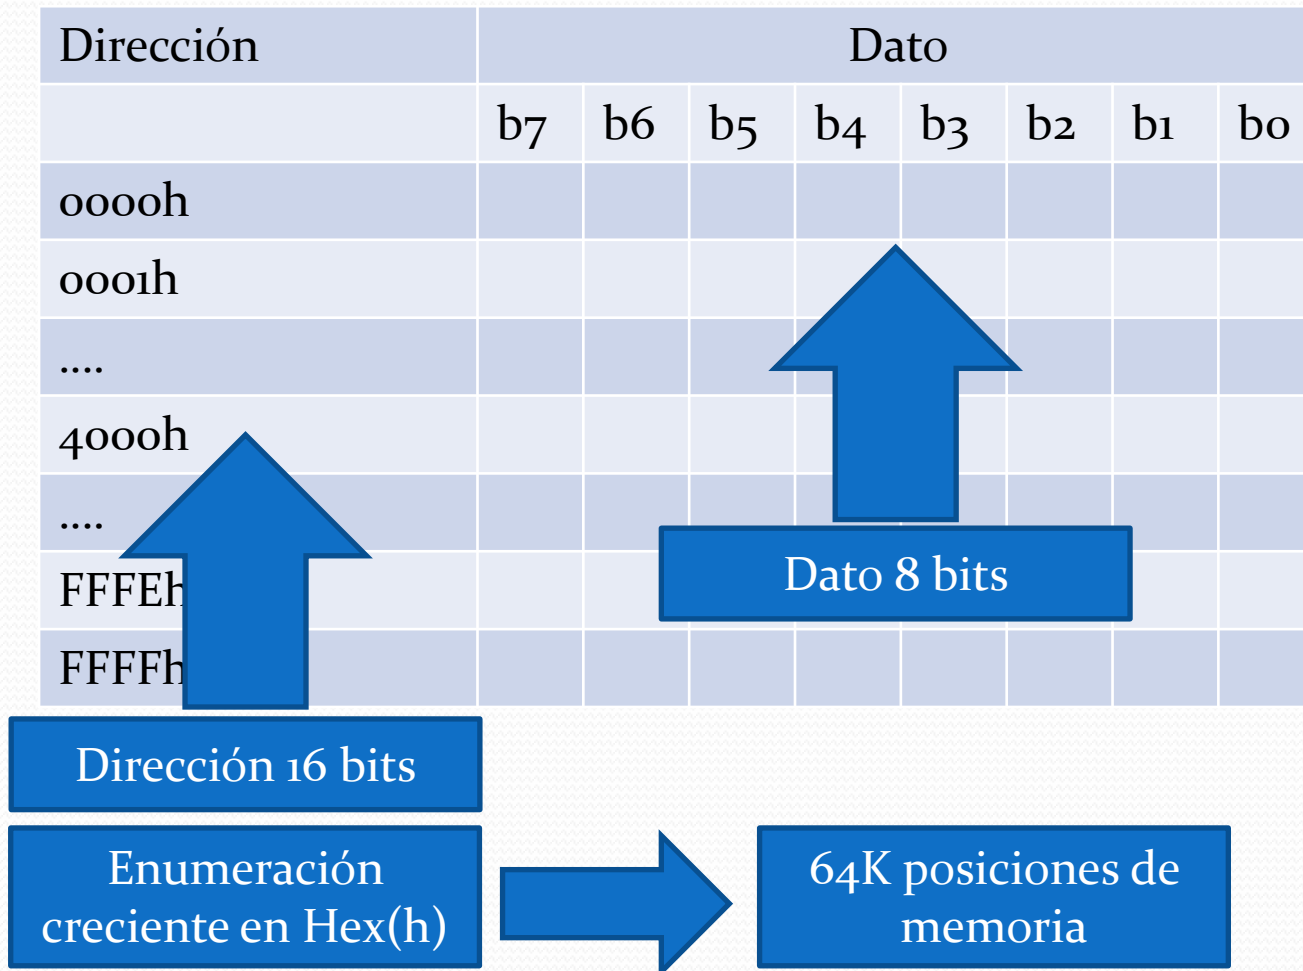 Dirección Dato
b7 b6 b5 b4 b3 b2 b1 b0
0000h
0001h
....
4000h
....
FFFEh
Dato 8 bits
FFFFh
Dirección 16 bits
Enumeración
creciente en Hex(h)
64K posiciones de
memoria